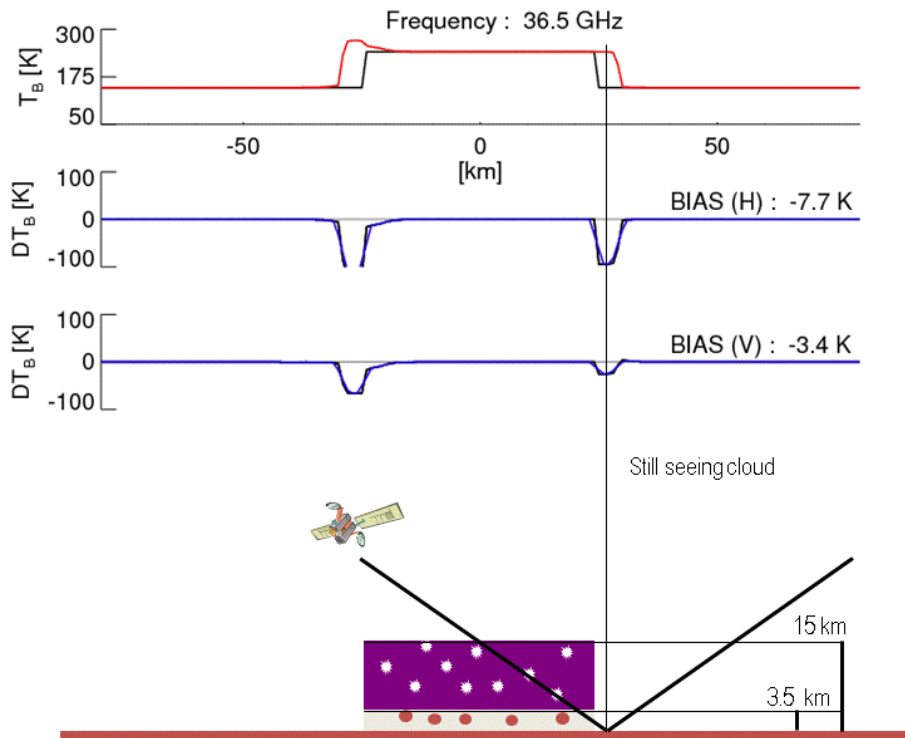 Frequency : 36.5 GHz
300
175
50
T_B [K]
-50 0 50
[km]
100
0
-100
DT_B [K]
BIAS (H) : -7.7 K
100
0
-100
DT_B [K]
BIAS (V) : -3.4 K
Still seeing cloud
15 km
3.5 km